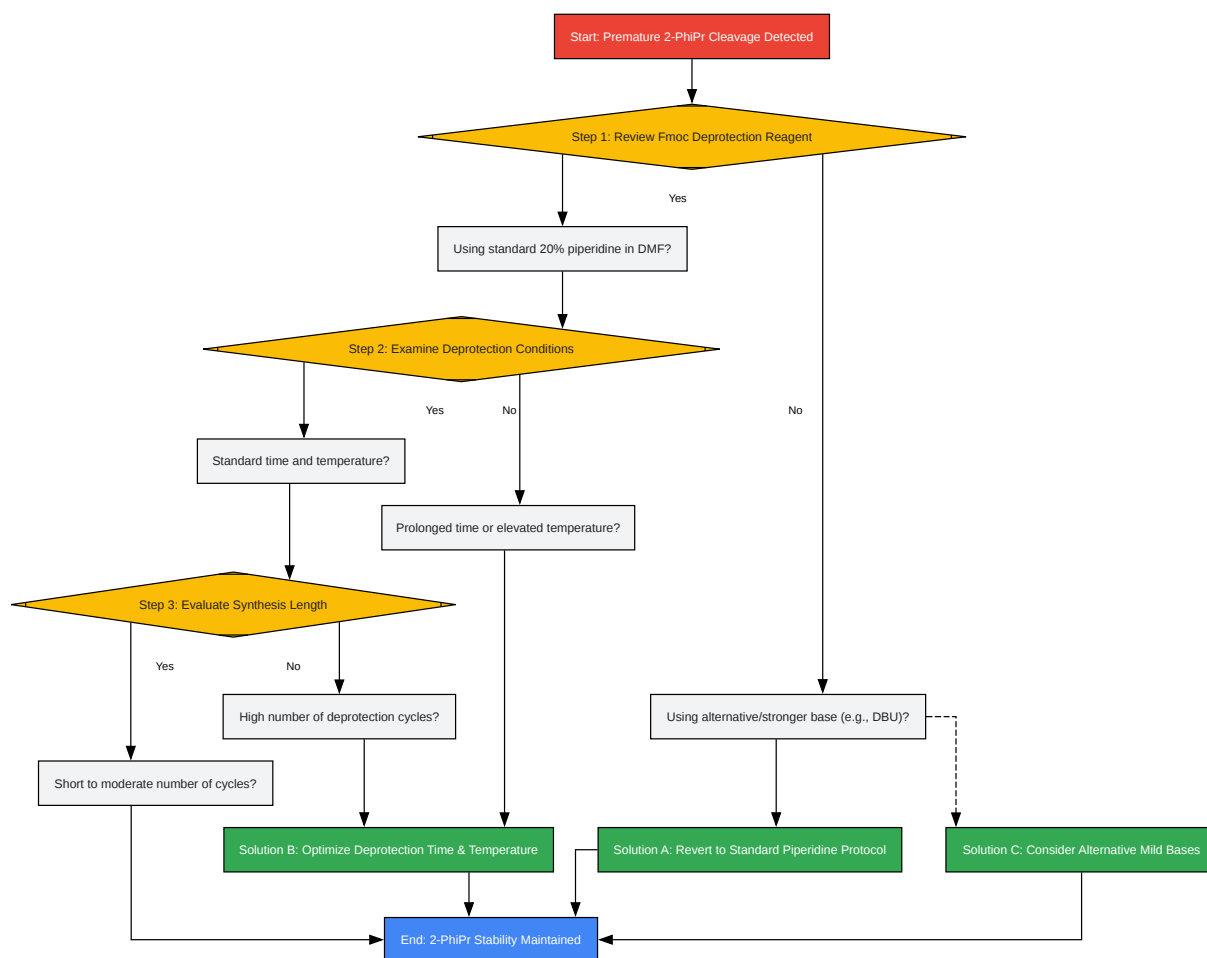 Start: Premature 2-PhiPr Cleavage Detected
Step 1: Review Fmoc Deprotection Reagent
Yes
Using standard 20% piperidine in DMF?
Step 2: Examine Deprotection Conditions
Yes
No
No
Standard time and temperature?
Prolonged time or elevated temperature?
Step 3: Evaluate Synthesis Length
Yes
No
High number of deprotection cycles?
Using alternative/stronger base (e.g., DBU)?
Short to moderate number of cycles?
Solution B: Optimize Deprotection Time & Temperature
Solution A: Revert to Standard Piperidine Protocol
Solution C: Consider Alternative Mild Bases
End: 2-PhiPr Stability Maintained